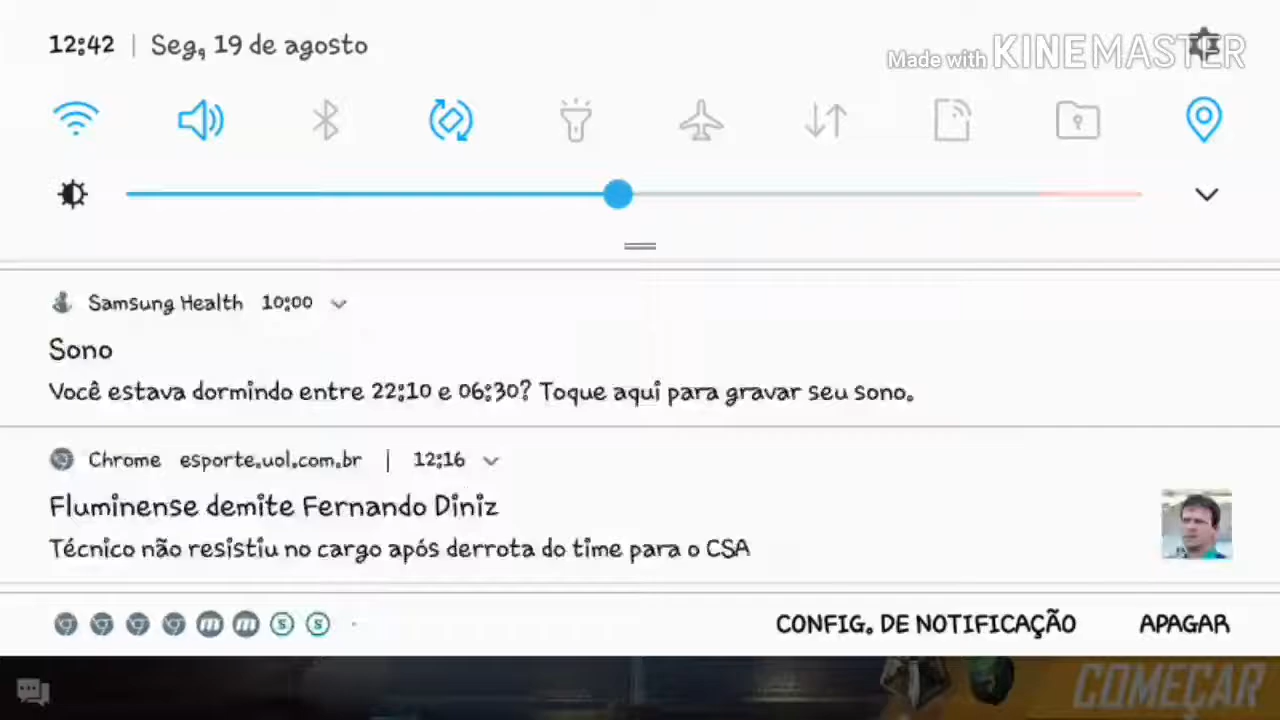 12:42 | Seg, 19 de agosto
Made with KINEMASTER
Samsung Health 10:00
Sono
Você estava dormindo entre 22:10 e 06:30? Toque aqui para gravar seu sono.
Chrome esporte.uol.com.br | 12:16
Fluminense demite Fernando Diniz
Técnico não resistiu no cargo após derrota do time para o CSA
CONFIG. DE NOTIFICAÇÃO APAGAR
COMEÇAR